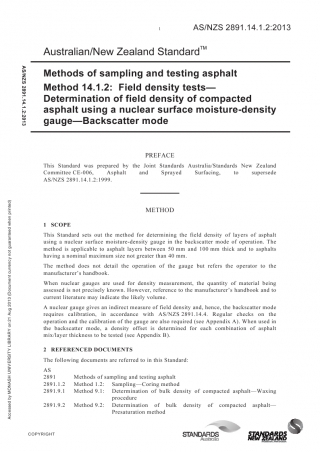 1
AS/NZS 2891.14.1.2:2013
Australian/New Zealand Standard™
Methods of sampling and testing asphalt
Method 14.1.2: Field density tests—
Determination of field density of compacted
asphalt using a nuclear surface moisture-density
gauge—Backscatter mode
PREFACE
This Standard was prepared by the Joint Standards Australia/Standards New Zealand
Committee CE-006, Asphalt and Sprayed Surfacing, to supersede
AS/NZS 2891.14.1.2:1999.
METHOD
1 SCOPE
This Standard sets out the method for determining the field density of layers of asphalt
using a nuclear surface moisture-density gauge in the backscatter mode of operation. The
method is applicable to asphalt layers between 50 mm and 100 mm thick and to asphalts
having a nominal maximum size not greater than 40 mm.
The method does not detail the operation of the gauge but refers the operator to the
manufacturer's handbook.
When nuclear gauges are used for density measurement, the quantity of material being
assessed is not precisely known. However, reference to the manufacturer's handbook and to
current literature may indicate the likely volume.
A nuclear gauge gives an indirect measure of field density and, hence, the backscatter mode
requires calibration, in accordance with AS/NZS 2891.14.4. Regular checks on the
operation and the calibration of the gauge are also required (see Appendix A). When used in
the backscatter mode, a density offset is determined for each combination of asphalt
mix/layer thickness to be tested (see Appendix B).
2 REFERENCED DOCUMENTS
The following documents are referred to in this Standard:
AS
2891 Methods of sampling and testing asphalt
2891.1.2 Method 1.2: Sampling—Coring method
2891.9.1 Method 9.1: Determination of bulk density of compacted asphalt—Waxing
procedure
2891.9.2 Method 9.2: Determination of bulk density of compacted asphalt—
Presaturation method
COPYRIGHT
STANDARDS
Australia
STANDARDS
NEW ZEALAND
AS/NZS 2891.14.1.2:2013
Accessed by MONASH UNIVERSITY LIBRARY on 21 Aug 2013 (Document currency not guaranteed when printed)